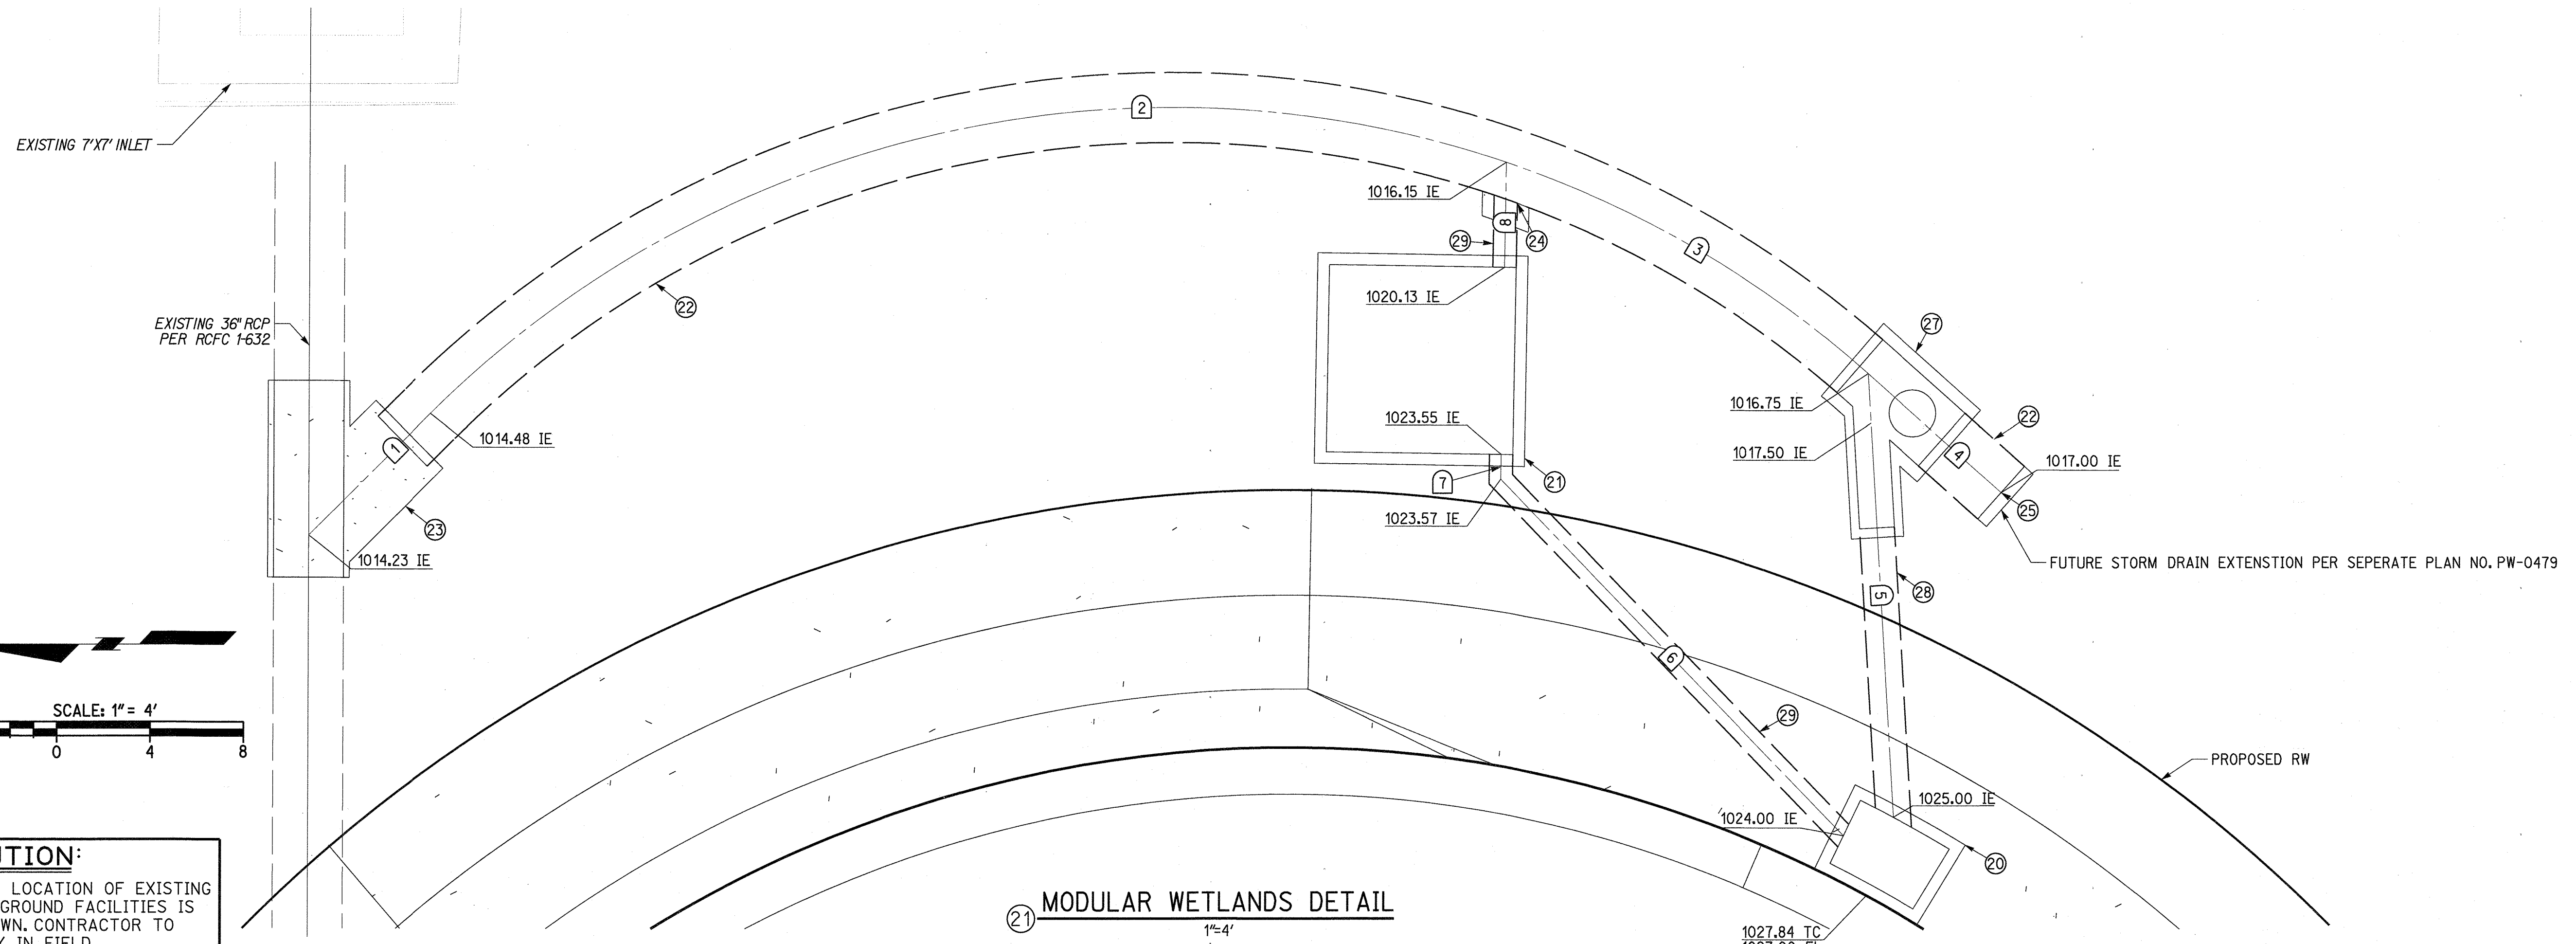 2
EXISTING 7'X7' INLET
1016.15 IE
8
29
24
3
1020.13 IE
22
EXISTING 36" RCP
PER RCFC 1-632
27
1016.75 IE
22
1023.55 IE
1014.48 IE
1
1017.50 IE
4
1017.00 IE
7
21
1023.57 IE
25
23
1014.23 IE
FUTURE STORM DRAIN EXTENSTION PER SEPERATE PLAN NO. PW-0479
28
5
6
SCALE: 1" = 4'
0 4 8
29
PROPOSED RW
1025.00 IE
1024.00 IE
20
UTION:
LOCATION OF EXISTING
GROUND FACILITIES IS
WN. CONTRACTOR TO
IN FIELD
21 MODULAR WETLANDS DETAIL
1"=4'
1027.84 TC